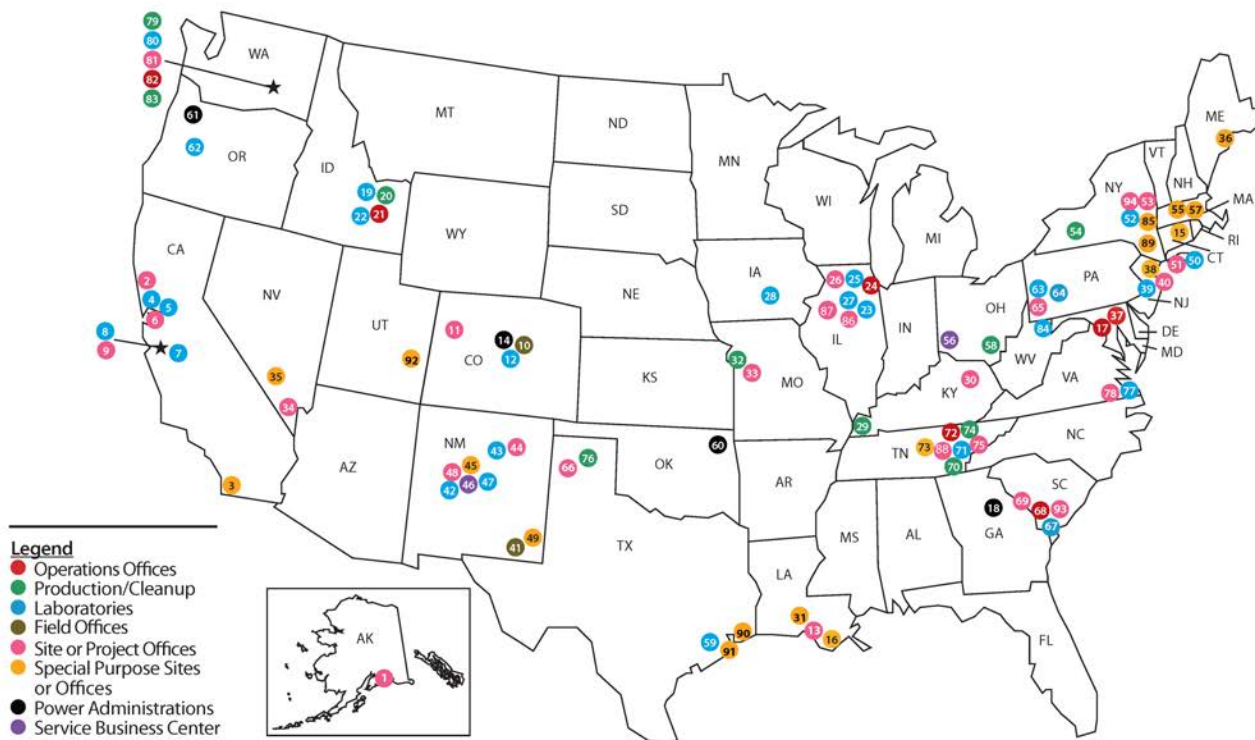 79
80
WA
81
82
83
MT
ND
MN
ME
36
VT
61
62
OR
ID
19
20
22
21
SD
WI
MI
NY
NH
94
53
52
85
55
57
MA
54
15
RI
89
CT
WY
CA
NV
UT
NE
IA
28
26
25
24
27
87
86
23
IL
IN
OH
PA
38
51
50
40
39
NJ
63
64
65
84
37
17
DE
MD
2
4
5
6
8
9
7
11
14
10
12
CO
92
KS
32
33
MO
56
58
WV
VA
78
77
35
34
KY
30
29
AZ
NM
43
44
45
48
46
47
42
66
76
60
OK
AR
72
74
73
88
71
75
TN
70
NC
SC
69
68
93
67
18
GA
3
41
49
TX
MS
AL
LA
31
13
16
59
90
91
FL
AK
1
Legend
Operations Offices
Production/Cleanup
Laboratories
Field Offices
Site or Project Offices
Special Purpose Sites
or Offices
Power Administrations
Service Business Center